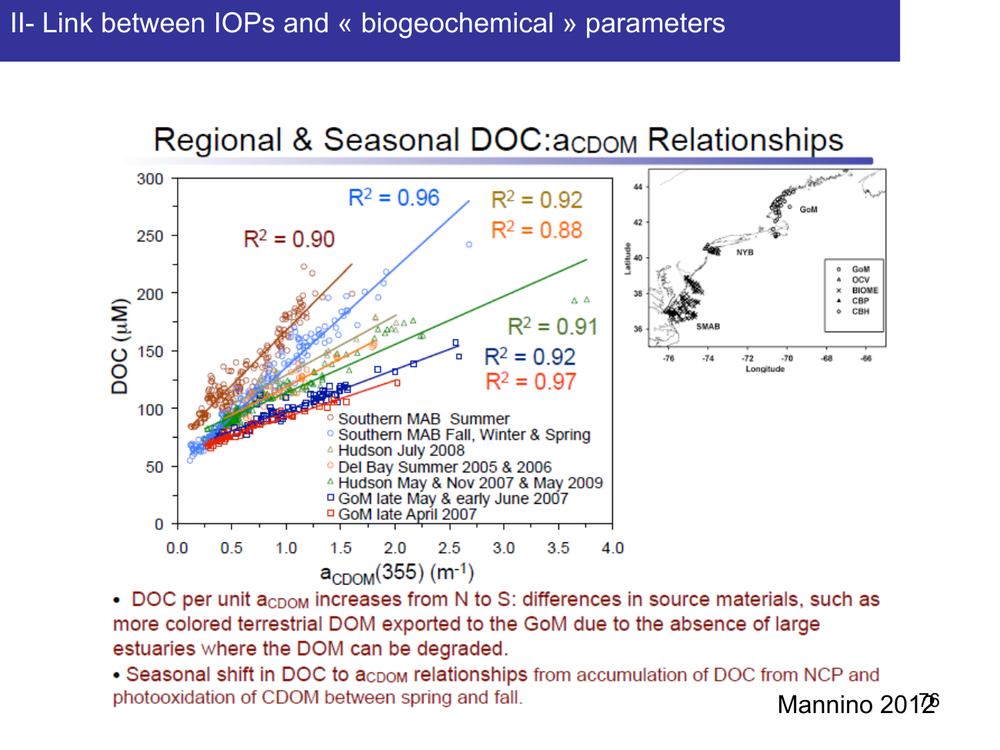 II- Link between IOPs and « biogeochemical » parameters
Regional & Seasonal DOC:aCDOM Relationships
300
250
200
150
100
50
0
DOC (µM)
R² = 0.96
R² = 0.92
R² = 0.88
R² = 0.90
R² = 0.91
R² = 0.92
R² = 0.97
Southern MAB Summer
Southern MAB Fall, Winter & Spring
Hudson July 2008
Del Bay Summer 2005 & 2006
Hudson May & Nov 2007 & May 2009
GoM late May & early June 2007
GoM late April 2007
0.0 0.5 1.0 1.5 2.0 2.5 3.0 3.5 4.0
aCDOM(355) (m-1)
44
42
40
38
36
Latitude
GoM
NYB
SMAB
GoM
OCV
BIOME
CBP
CBH
-76 -74 -72 -70 -68 -66
Longitude
• DOC per unit aCDOM increases from N to S: differences in source materials, such as
more colored terrestrial DOM exported to the GoM due to the absence of large
estuaries where the DOM can be degraded.
• Seasonal shift in DOC to aCDOM relationships from accumulation of DOC from NCP and
photooxidation of CDOM between spring and fall.
Mannino 2012
76